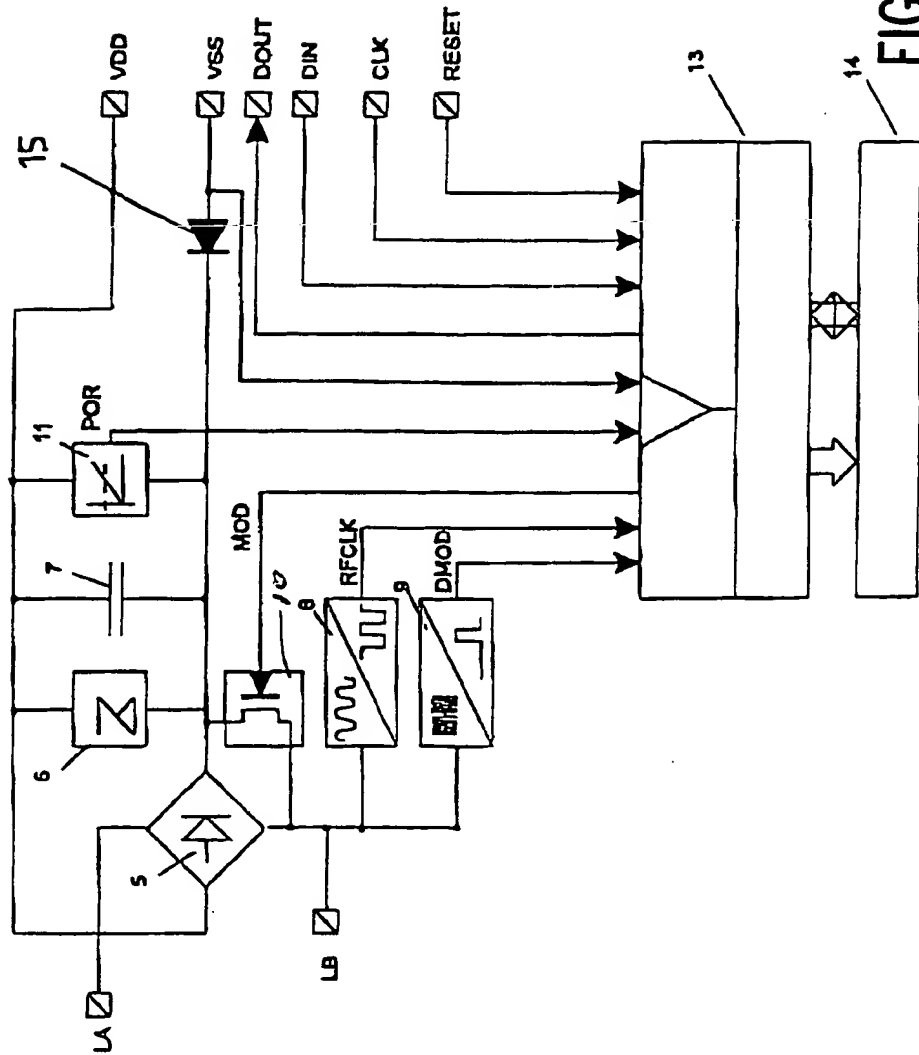 LA
LB
5
6
7
11
POR
15
VDD
VSS
DOUT
DIN
CLK
RESET
MOD
10
8
RFCLK
9
DMOD
13
14
FIG